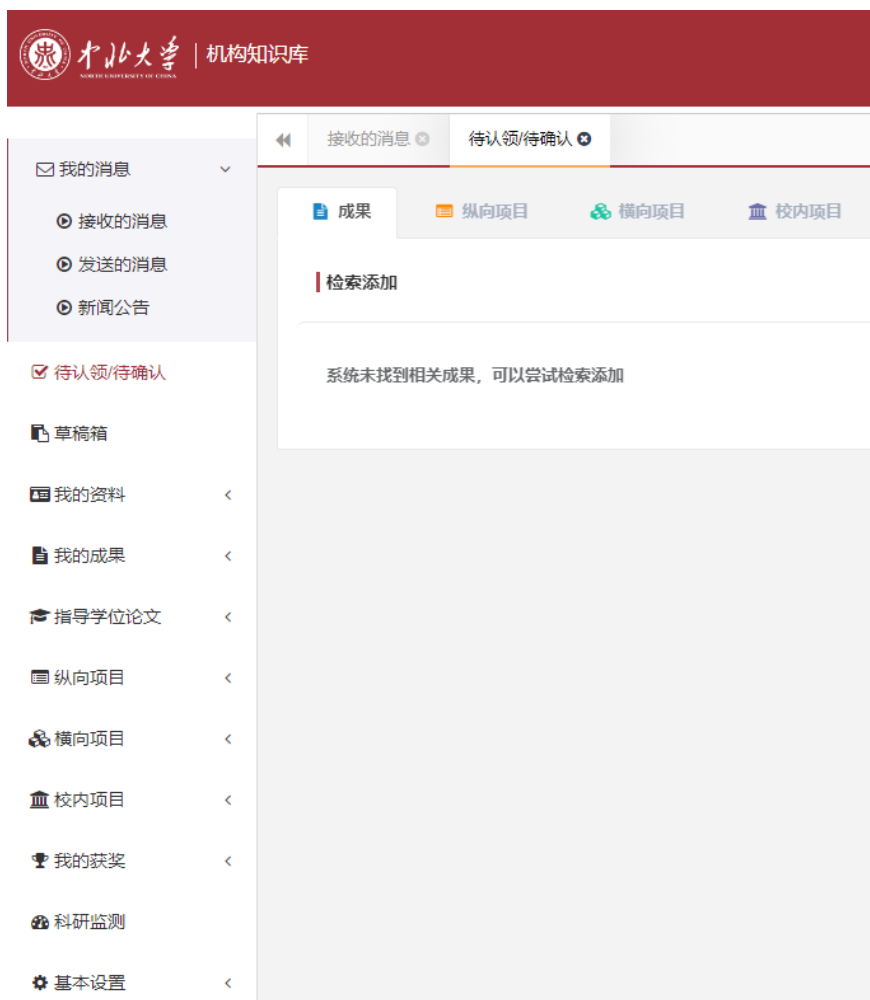 中北大学 机构知识库
NORTH UNIVERSITY OF CHINA
接收的消息 待认领/待确认
我的消息
接收的消息
发送的消息
新闻公告
待认领/待确认
草稿箱
我的资料
我的成果
指导学位论文
纵向项目
横向项目
校内项目
我的获奖
科研监测
基本设置
成果 纵向项目 横向项目 校内项目
检索添加
系统未找到相关成果，可以尝试检索添加